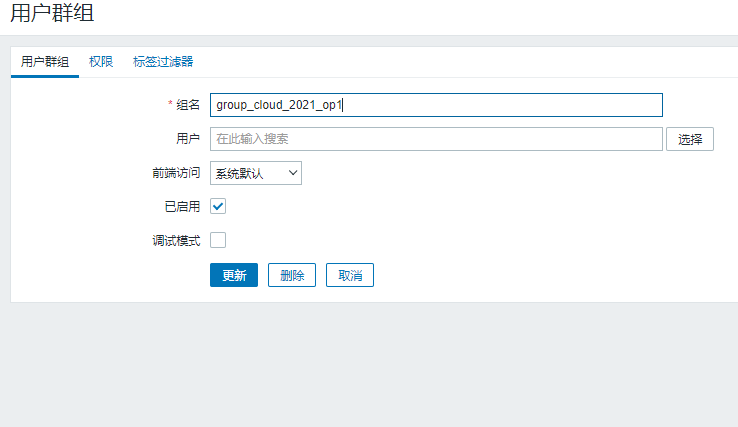 用户群组
用户群组 权限 标签过滤器
* 组名 group_cloud_2021_op1
用户 在此输入搜索 选择
前端访问 系统默认
已启用
调试模式
更新 删除 取消